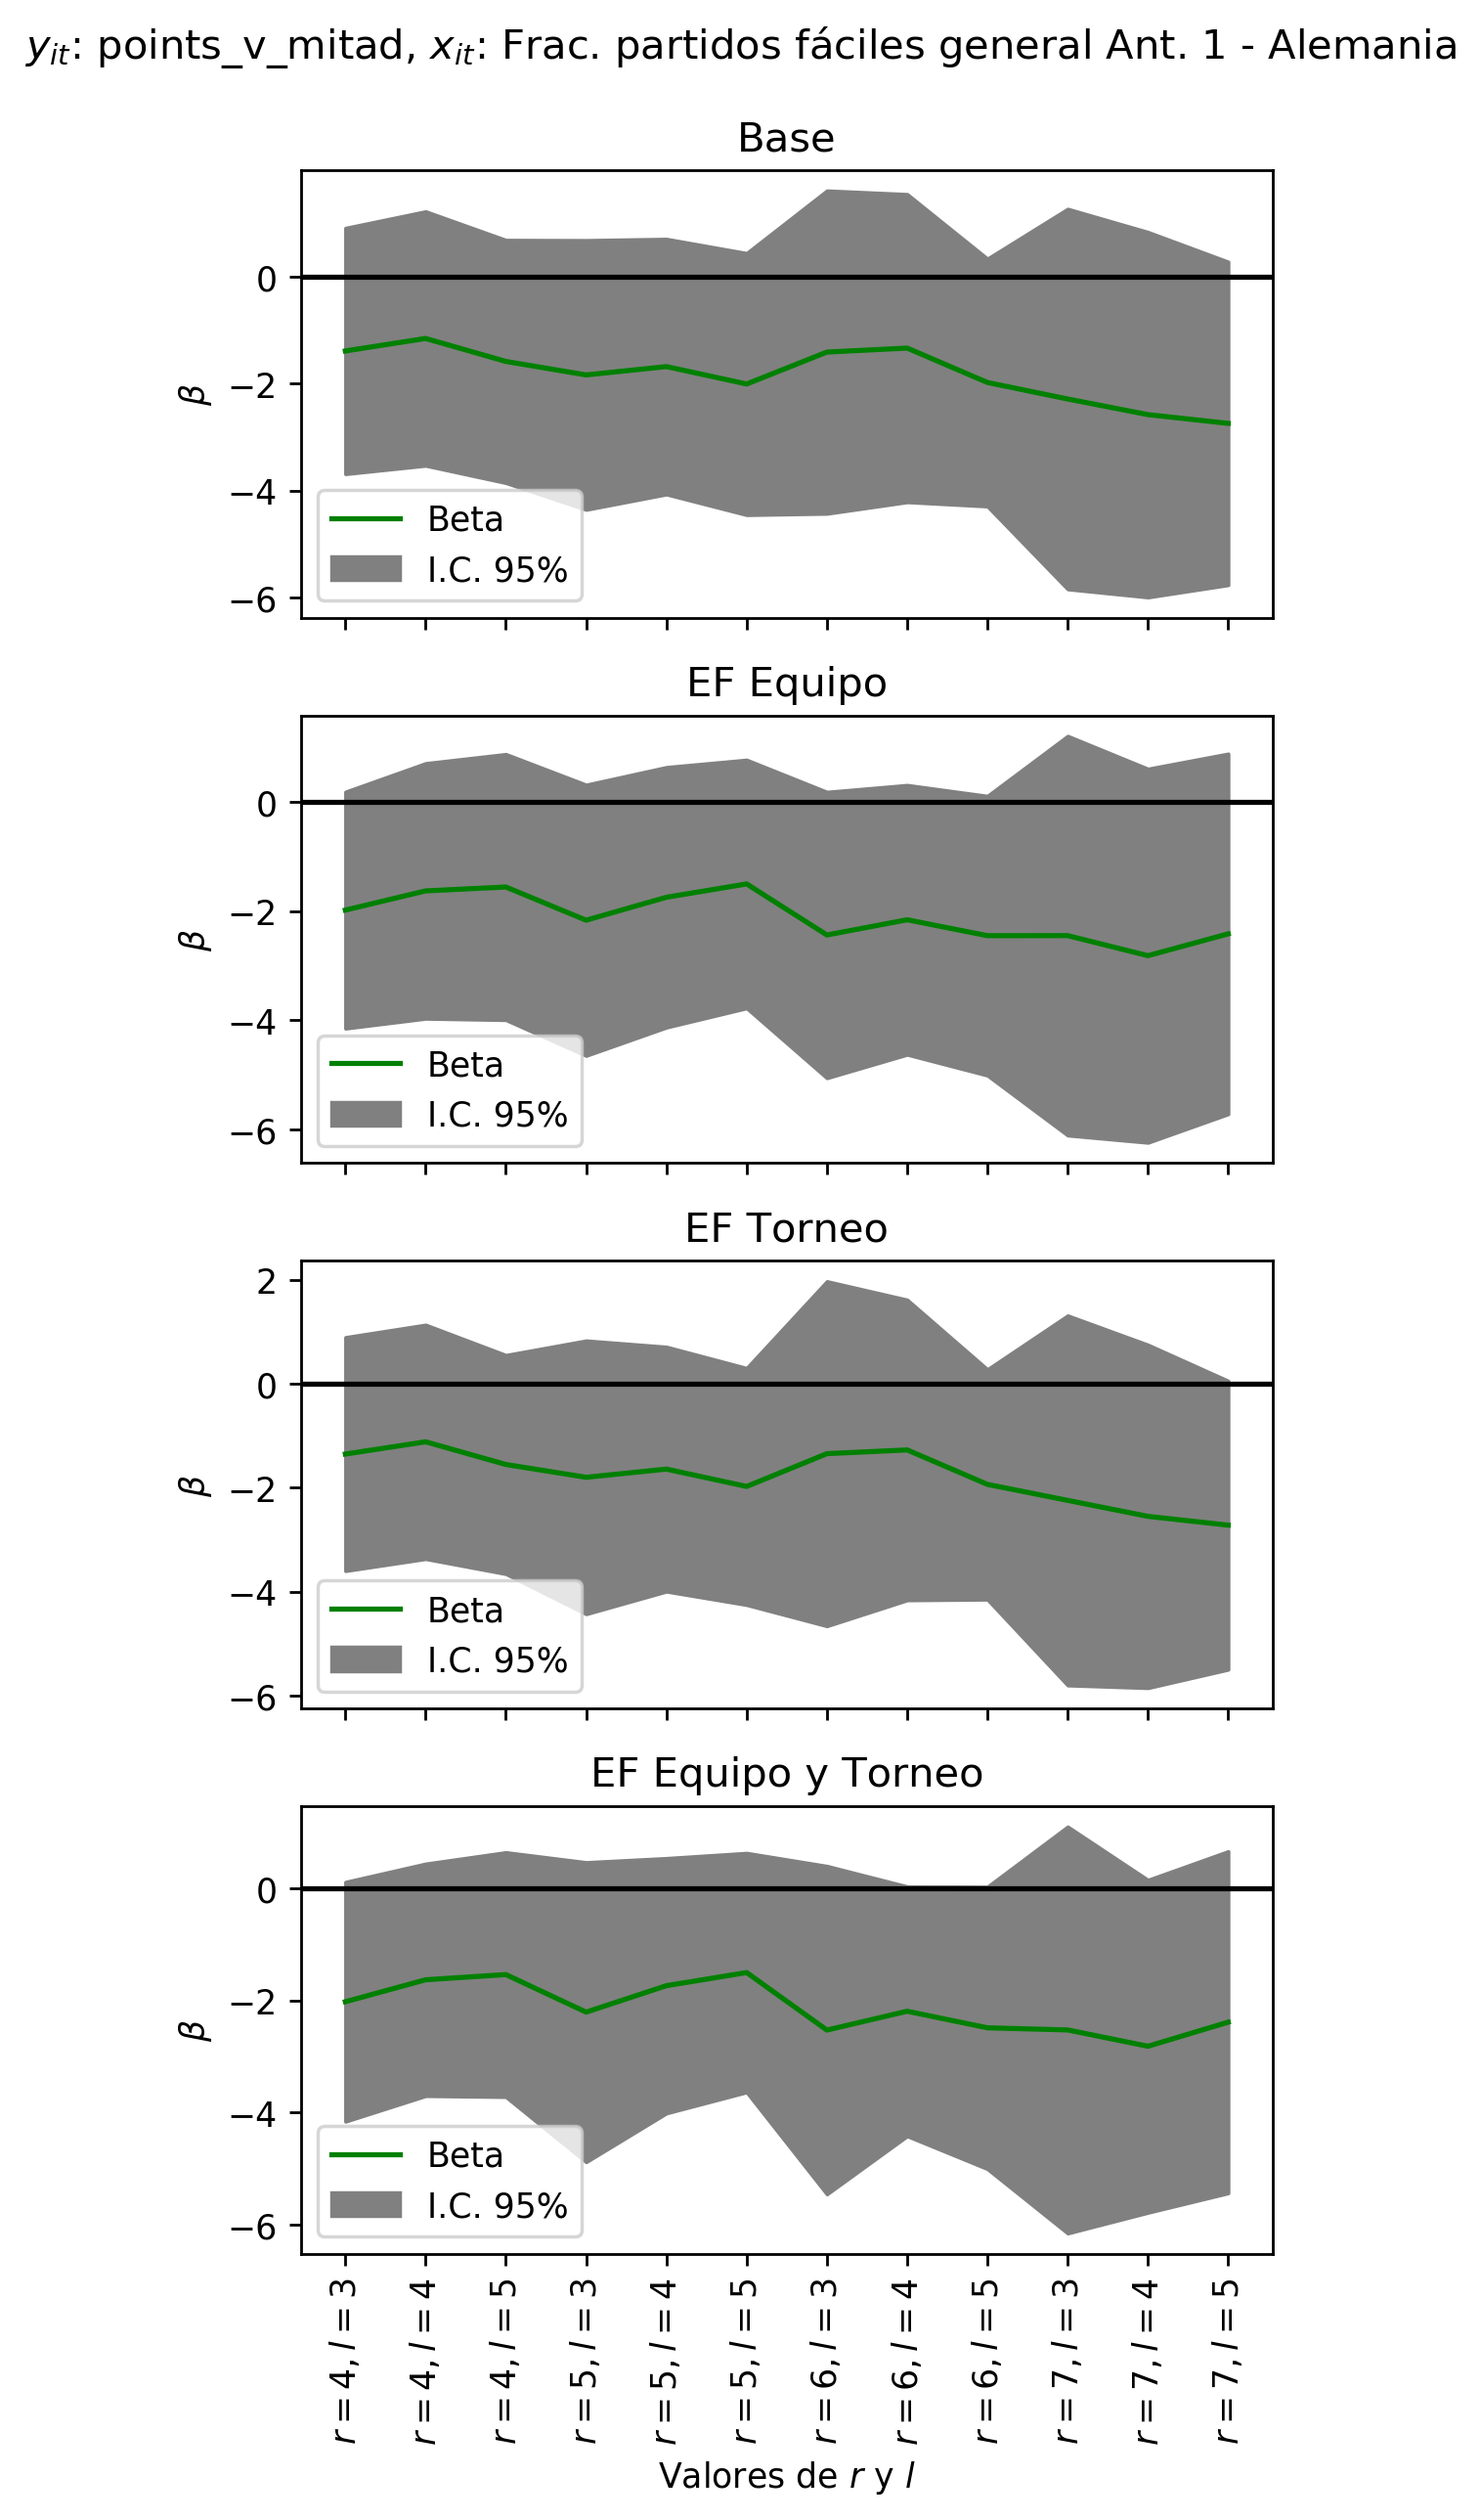 y_it: points_v_mitad, x_it: Frac. partidos fáciles general Ant. 1 - Alemania
Base
0
−2
−4
−6
β
Beta
I.C. 95%
EF Equipo
0
−2
−4
−6
β
Beta
I.C. 95%
EF Torneo
2
0
−2
−4
−6
β
Beta
I.C. 95%
EF Equipo y Torneo
0
−2
−4
−6
β
Beta
I.C. 95%
r = 4, l = 3
r = 4, l = 4
r = 4, l = 5
r = 5, l = 3
r = 5, l = 4
r = 5, l = 5
r = 6, l = 3
r = 6, l = 4
r = 6, l = 5
r = 7, l = 3
r = 7, l = 4
r = 7, l = 5
Valores de r y l